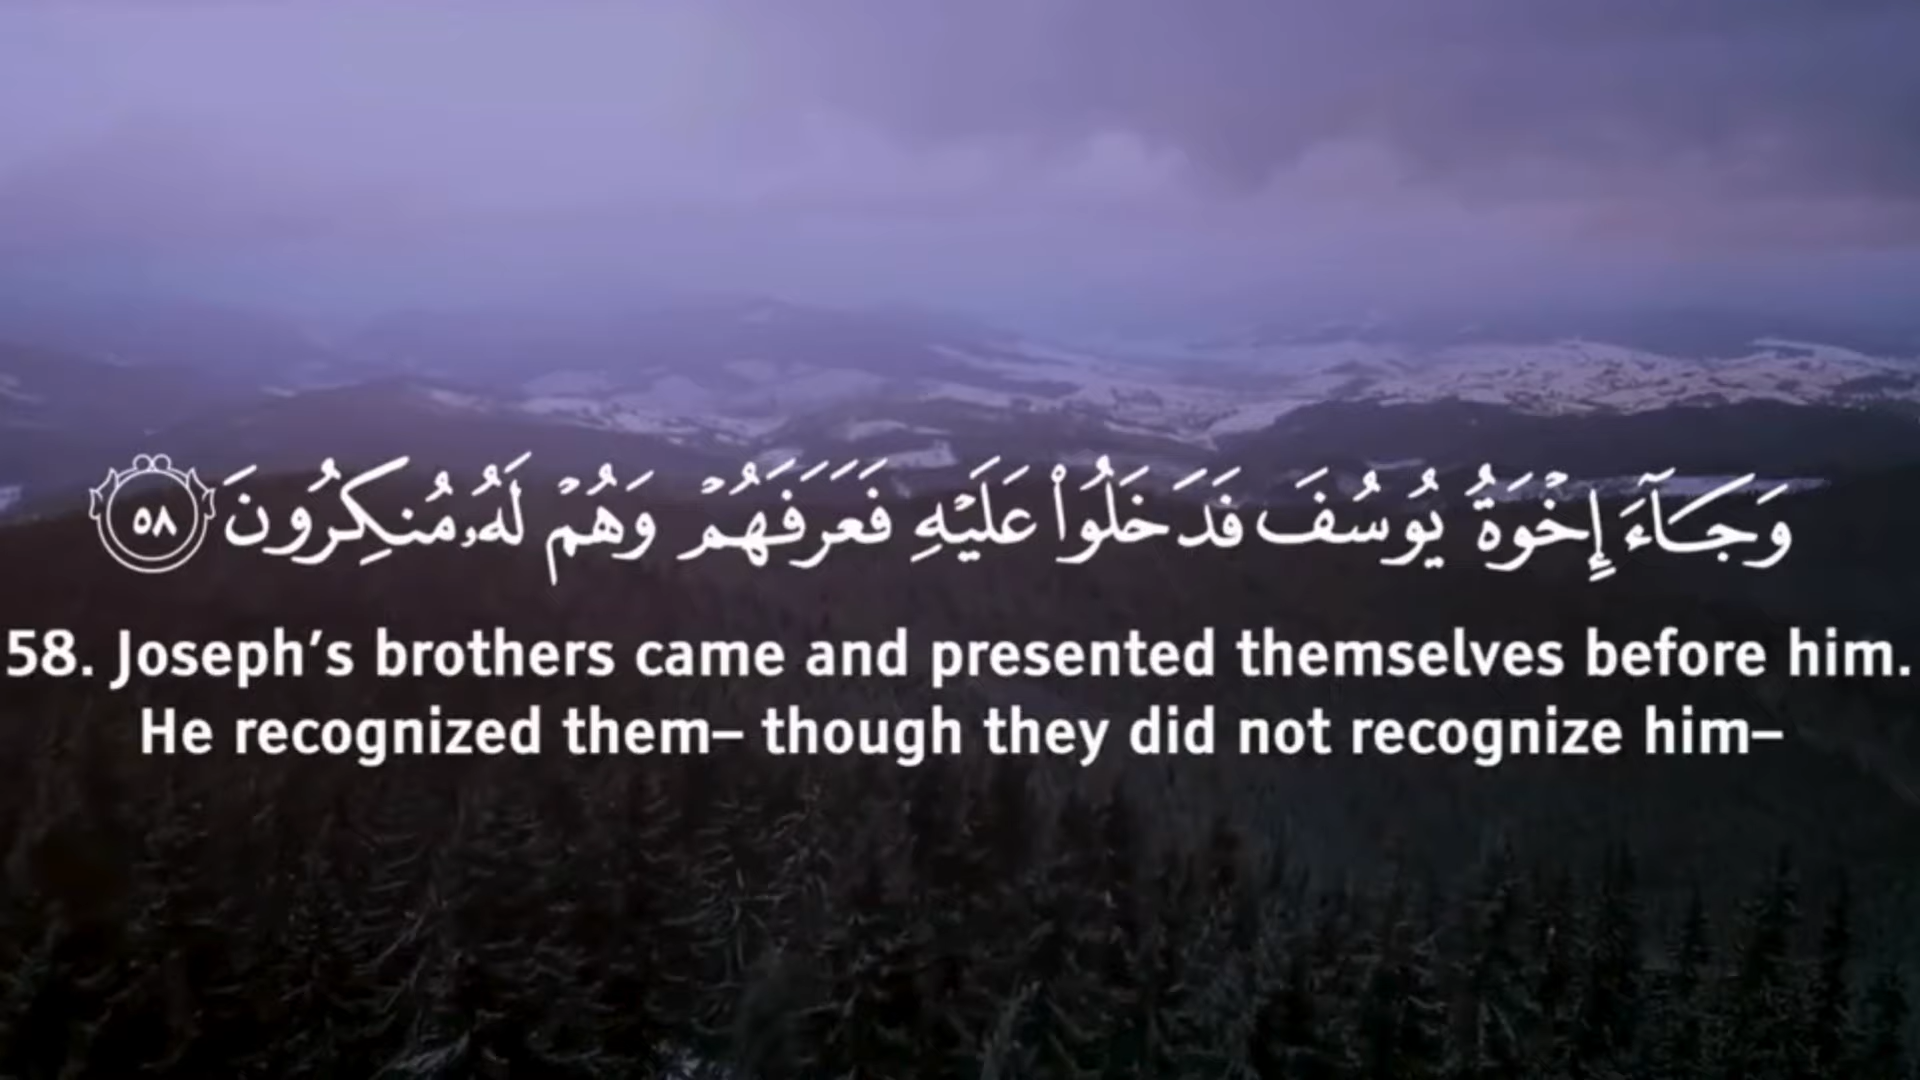 وَجَآءَ إِخْوَةُ يُوسُفَ فَدَخَلُوا۟ عَلَيْهِ فَعَرَفَهُمْ وَهُمْ لَهُۥ مُنكِرُونَ ٥٨
58. Joseph’s brothers came and presented themselves before him.
He recognized them– though they did not recognize him–